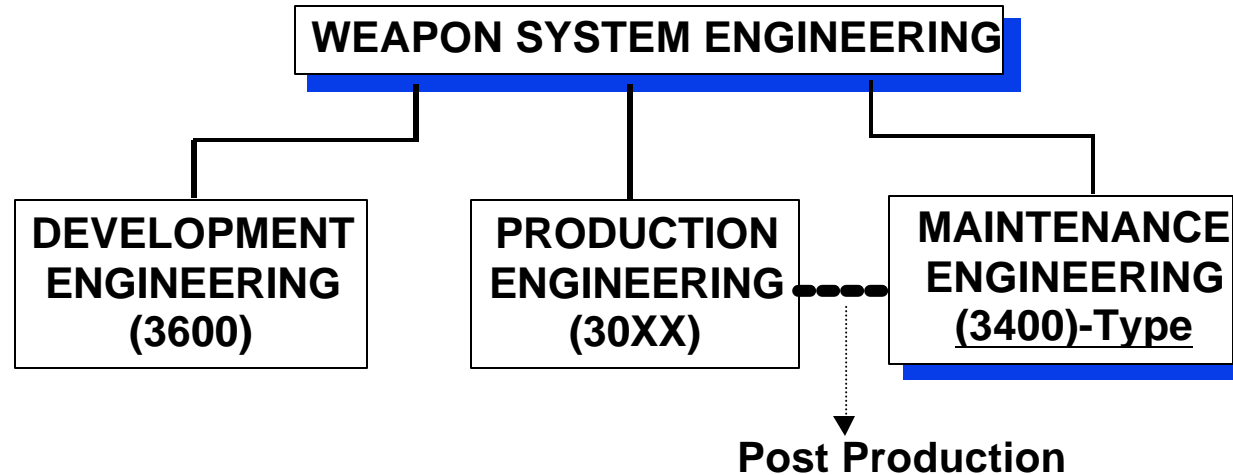 WEAPON SYSTEM ENGINEERING
DEVELOPMENT
ENGINEERING
(3600)
PRODUCTION
ENGINEERING
(30XX)
MAINTENANCE
ENGINEERING
(3400)-Type
Post Production